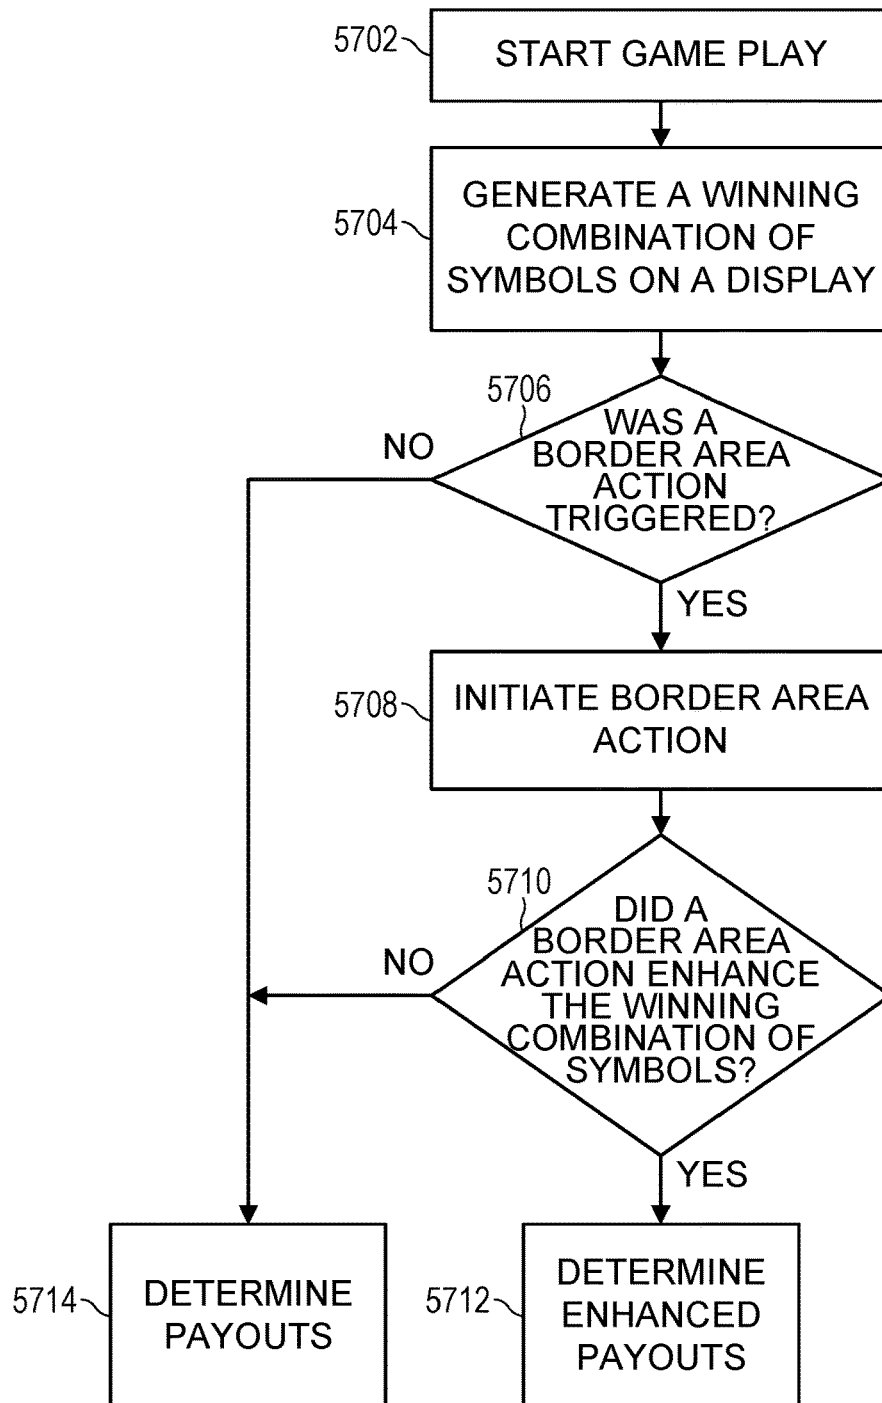 5702
START GAME PLAY
5704
GENERATE A WINNING
COMBINATION OF
SYMBOLS ON A DISPLAY
5706
NO
WAS A
BORDER AREA
ACTION
TRIGGERED?
YES
5708
INITIATE BORDER AREA
ACTION
5710
NO
DID A
BORDER AREA
ACTION ENHANCE
THE WINNING
COMBINATION OF
SYMBOLS?
YES
5714
DETERMINE
PAYOUTS
5712
DETERMINE
ENHANCED
PAYOUTS